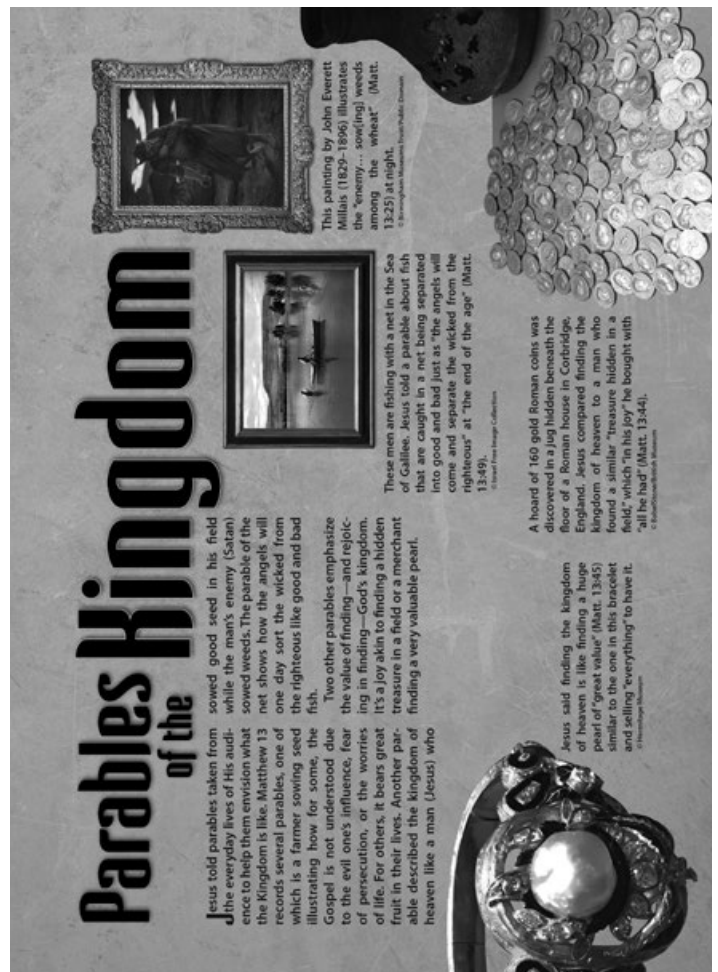 Parables
of the
Kingdom
Jesus told parables taken from
the everyday lives of His audi-
ence to help them envision what
the Kingdom is like. Matthew 13
records several parables, one of
which is a farmer sowing seed
illustrating how for some, the
Gospel is not understood due
to the evil one's influence, fear
of persecution, or the worries
of life. For others, it bears great
fruit in their lives. Another par-
able described the kingdom of
heaven like a man (Jesus) who
sowed good seed in his field
while the man's enemy (Satan)
sowed weeds. The parable of the
net shows how the angels will
one day sort the wicked from
the righteous like good and bad
fish.
Two other parables emphasize
the value of finding—and rejoic-
ing in finding—God's kingdom.
It's a joy akin to finding a hidden
treasure in a field or a merchant
finding a very valuable pearl.
These men are fishing with a net in the Sea
of Galilee. Jesus told a parable about fish
that are caught in a net being separated
into good and bad just as "the angels will
come and separate the wicked from the
righteous" at "the end of the age" (Matt.
13:49).
© Israel Free Image Collection
This painting by John Everett
Millais (1829–1896) illustrates
the "enemy... sow[ing] weeds
among the wheat" (Matt.
13:25) at night.
© Birmingham Museums Trust/Public Domain
Jesus said finding the kingdom
of heaven is like finding a huge
pearl of "great value" (Matt. 13:45)
similar to the one in this bracelet
and selling "everything" to have it.
© Hermitage Museum
A hoard of 160 gold Roman coins was
discovered in a jug hidden beneath the
floor of a Roman house in Corbridge,
England. Jesus compared finding the
kingdom of heaven to a man who
found a similar "treasure hidden in a
field," which "in his joy" he bought with
"all he had" (Matt. 13:44).
British Museum